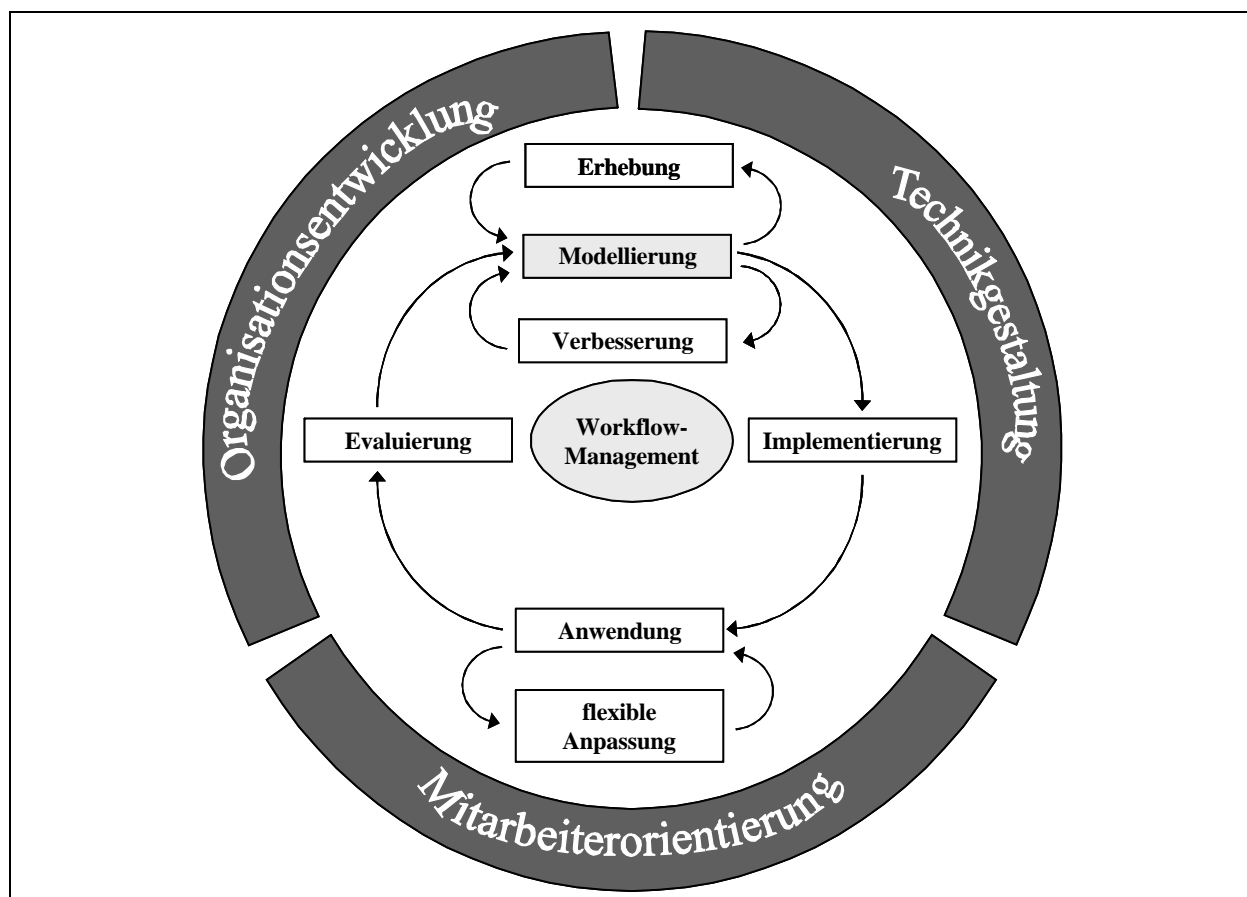 Organisationsentwicklung
Technikgestaltung
Erhebung
Modellierung
Verbesserung
Evaluierung
Workflow-
Management
Implementierung
Anwendung
flexible
Anpassung
Mitarbeiterorientierung